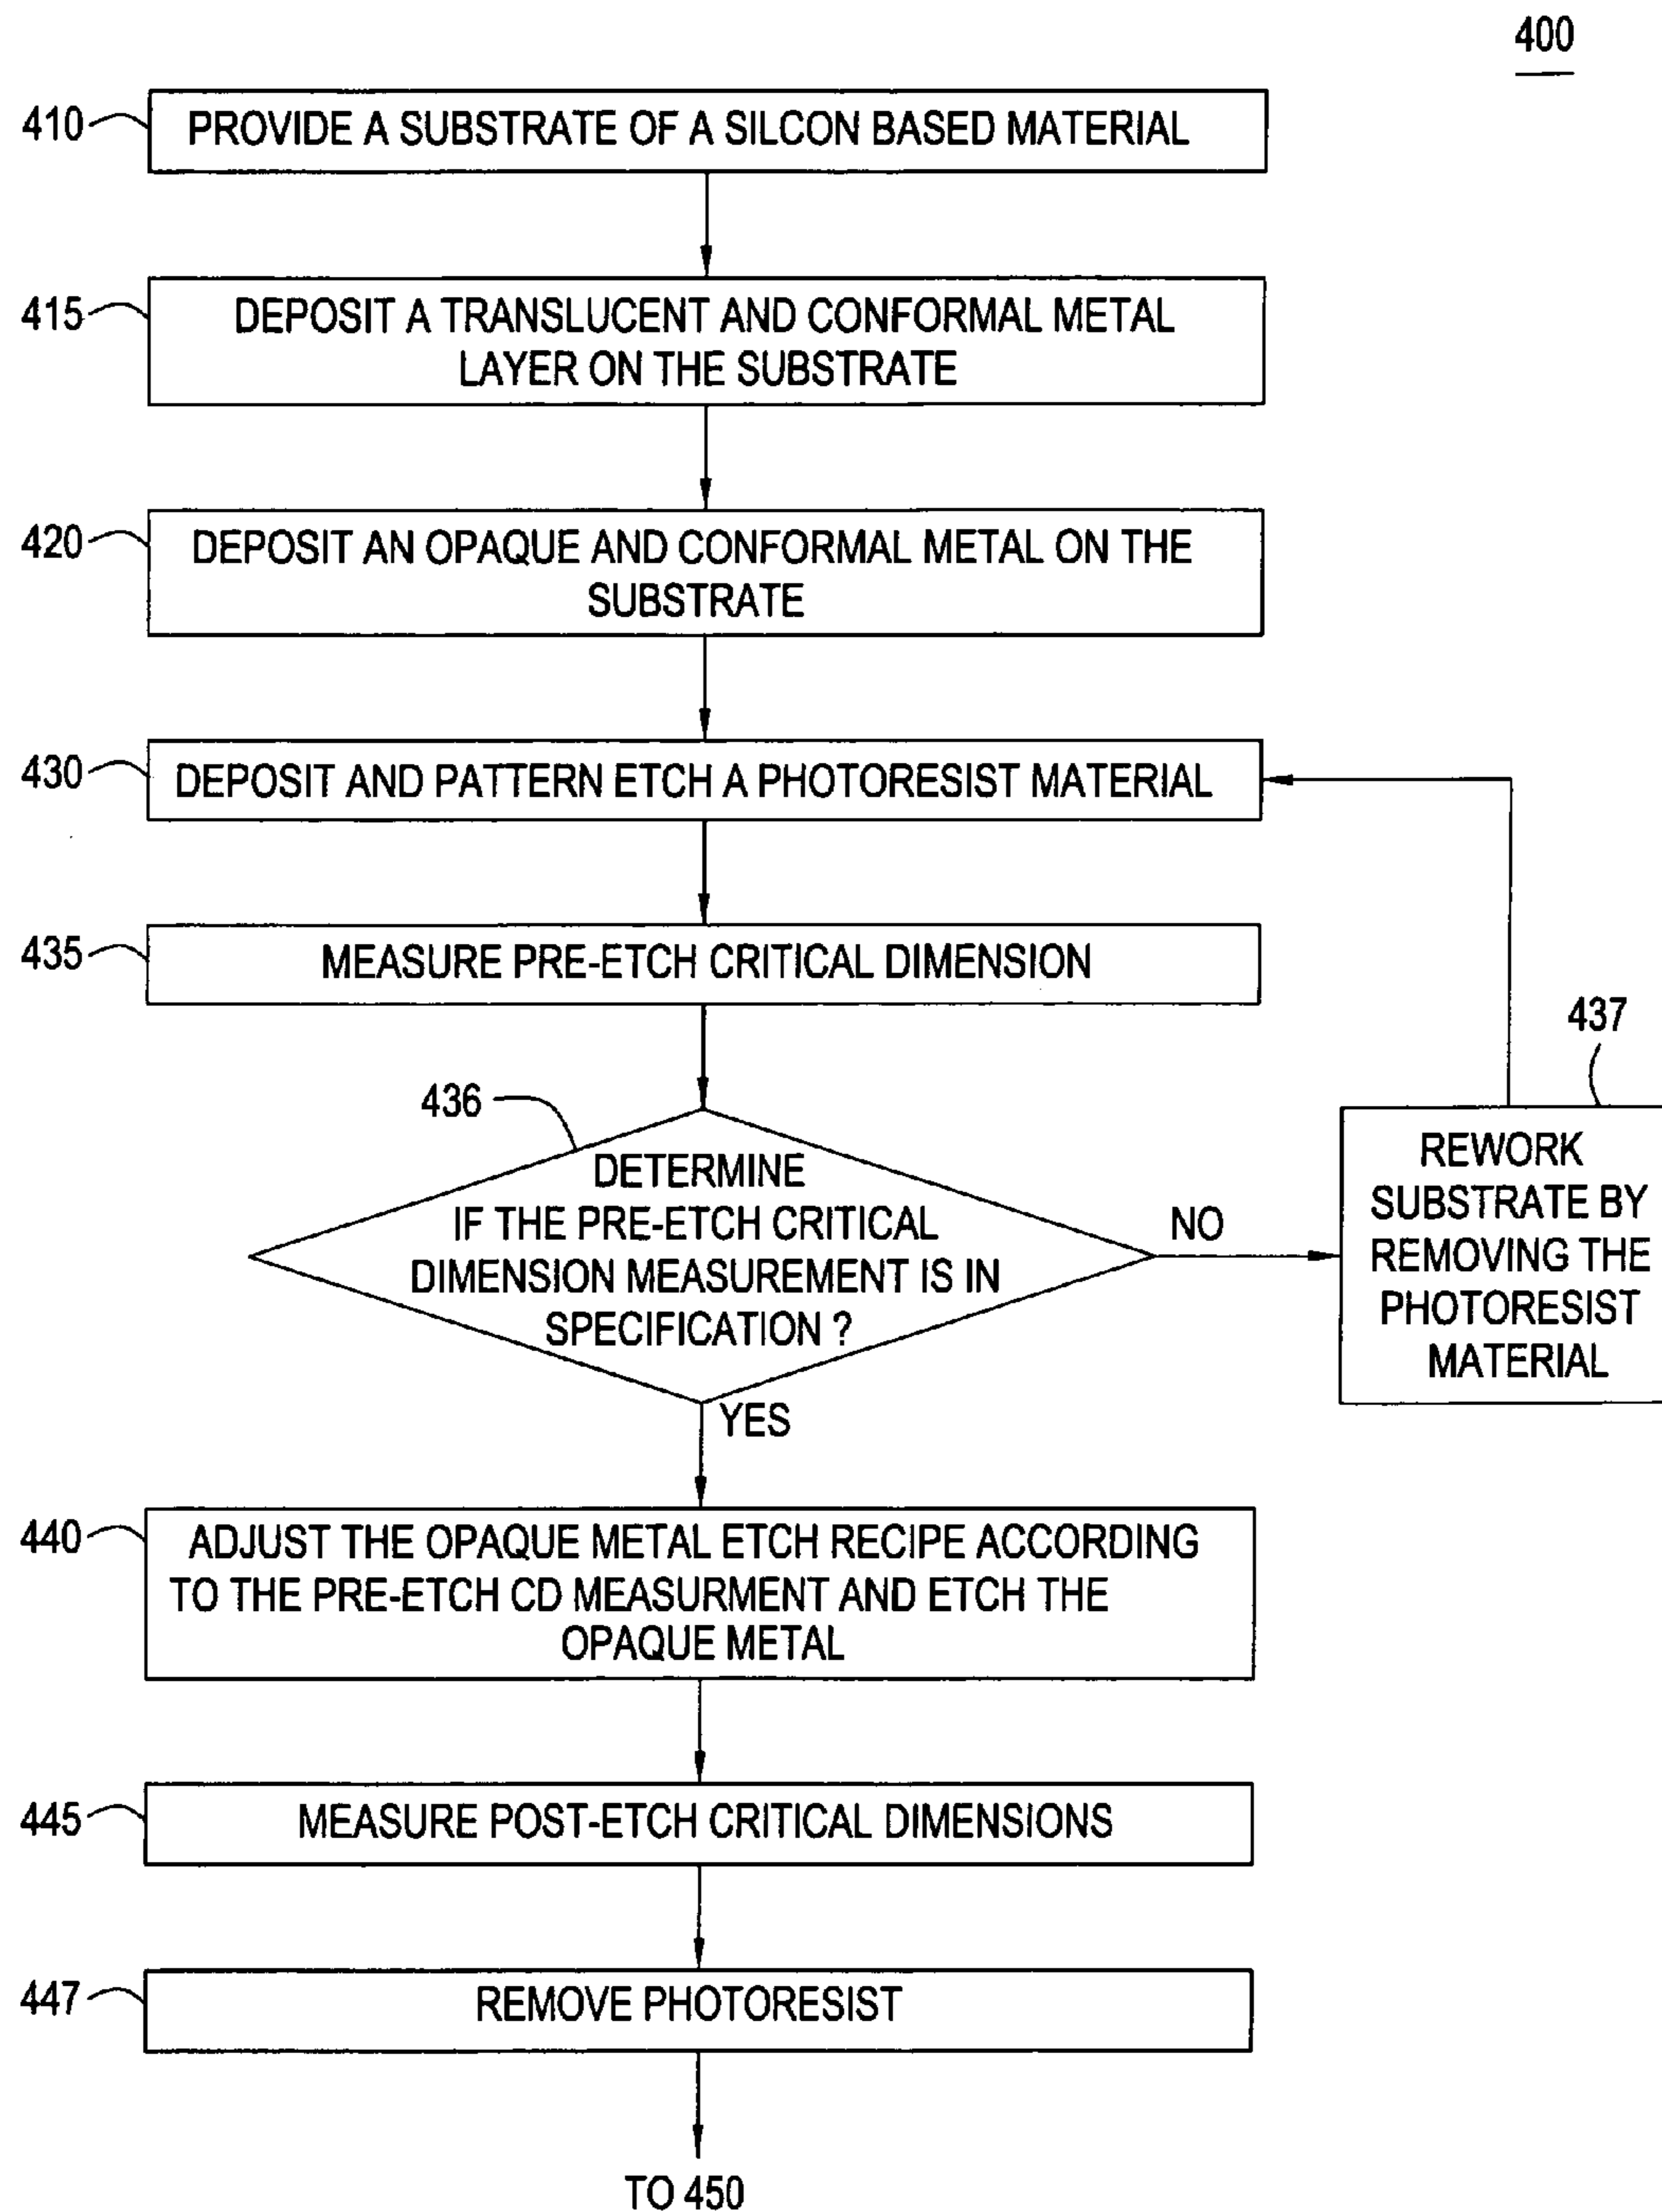 400
410
PROVIDE A SUBSTRATE OF A SILCON BASED MATERIAL
415
DEPOSIT A TRANSLUCENT AND CONFORMAL METAL
LAYER ON THE SUBSTRATE
420
DEPOSIT AN OPAQUE AND CONFORMAL METAL ON THE
SUBSTRATE
430
DEPOSIT AND PATTERN ETCH A PHOTORESIST MATERIAL
435
MEASURE PRE-ETCH CRITICAL DIMENSION
436
DETERMINE
IF THE PRE-ETCH CRITICAL
DIMENSION MEASUREMENT IS IN
SPECIFICATION ?
NO
437
REWORK
SUBSTRATE BY
REMOVING THE
PHOTORESIST
MATERIAL
YES
440
ADJUST THE OPAQUE METAL ETCH RECIPE ACCORDING
TO THE PRE-ETCH CD MEASURMENT AND ETCH THE
OPAQUE METAL
445
MEASURE POST-ETCH CRITICAL DIMENSIONS
447
REMOVE PHOTORESIST
TO 450